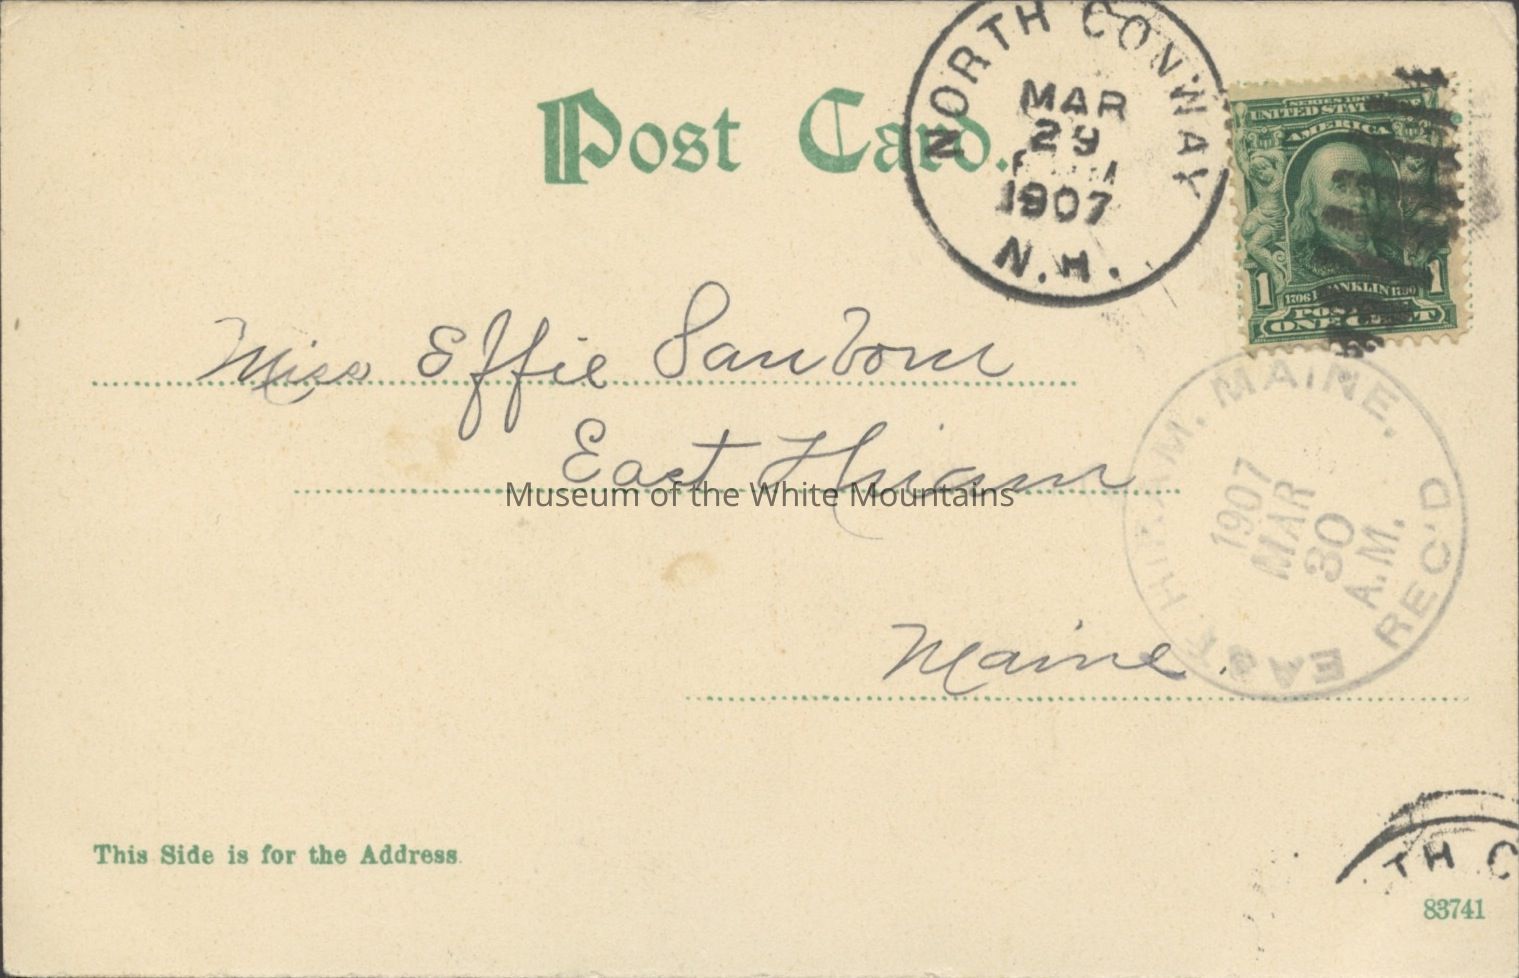 NORTH CONWAY
MAR
29
1907
N.H.
Post Card.
SERIES 1902
UNITED STATES OF
AMERICA
1 1
1706 FRANKLIN 1790
POSTAGE
ONE CENT
Miss Effie Sanborn
East Hiram
Maine.
Museum of the White Mountains
EAST HIRAM, MAINE.
1907
MAR
30
A.M.
REC'D
This Side is for the Address.
TH C
83741